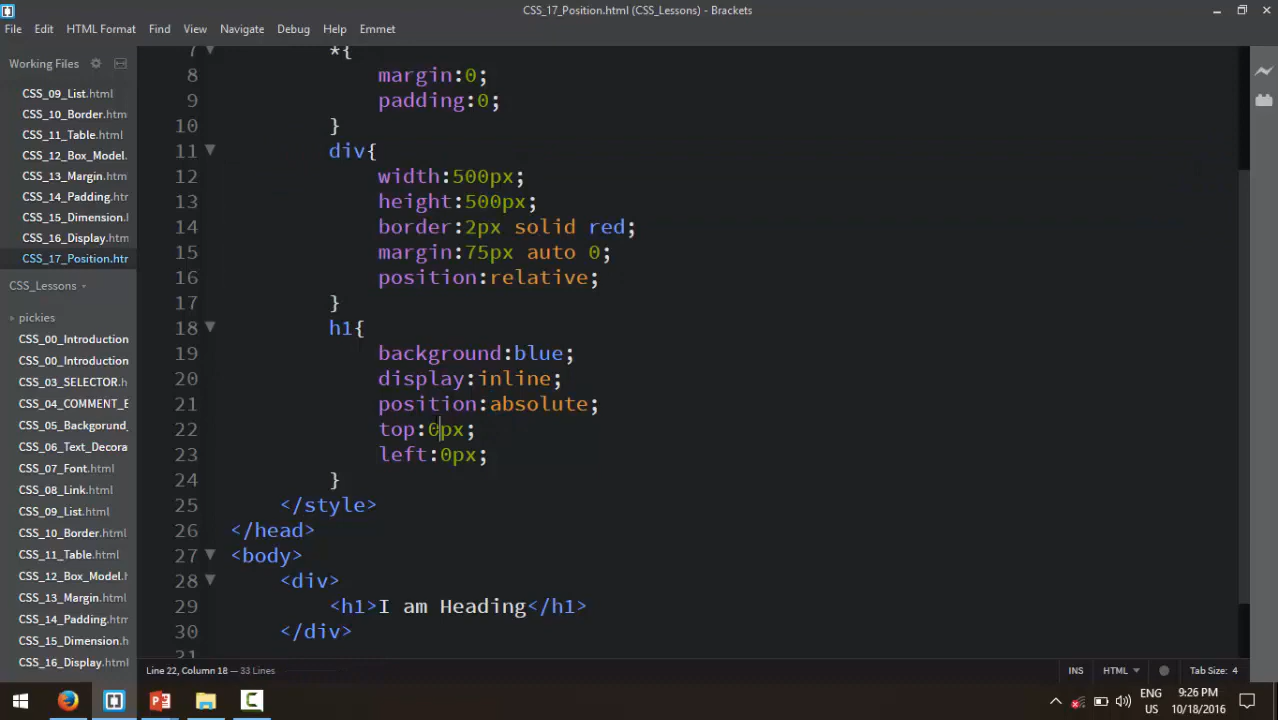 CSS_17_Position.html (CSS_Lessons) - Brackets
File Edit HTML Format Find View Navigate Debug Help Emmet
Working Files
CSS_09_List.html
CSS_10_Border.htm
CSS_11_Table.htm
CSS_12_Box_Model.
CSS_13_Margin.htm
CSS_14_Padding.htm
CSS_15_Dimension.
CSS_16_Display.htm
CSS_17_Position.htr
CSS_Lessons
pickies
CSS_00_Introduction
CSS_00_Introduction
CSS_03_SELECTOR.h
CSS_04_COMMENT_E
CSS_05_Backgorund_
CSS_06_Text_Decora
CSS_07_Font.html
CSS_08_Link.html
CSS_09_List.html
CSS_10_Border.html
CSS_11_Table.html
CSS_12_Box_Model.h
CSS_13_Margin.html
CSS_14_Padding.html
CSS_15_Dimension.h
CSS_16_Display.html
7 *{
8 margin:0;
9 padding:0;
10 }
11 div{
12 width:500px;
13 height:500px;
14 border:2px solid red;
15 margin:75px auto 0;
16 position:relative;
17 }
18 h1{
19 background:blue;
20 display:inline;
21 position:absolute;
22 top:0px;
23 left:0px;
24 }
25 </style>
26 </head>
27 <body>
28 <div>
29 <h1>I am Heading</h1>
30 </div>
31
Line 22, Column 18 — 33 Lines
INS HTML Tab Size: 4
ENG 9:26 PM
US 10/18/2016